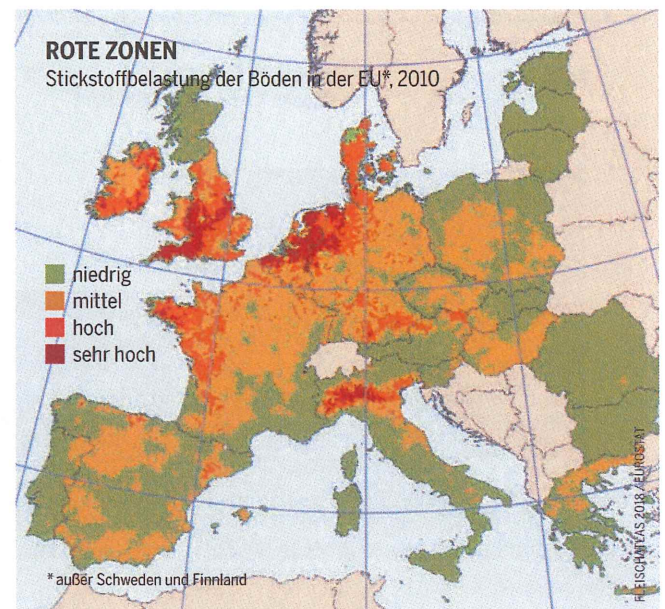 ROTE ZONEN
Stickstoffbelastung der Böden in der EU*, 2010
niedrig
mittel
hoch
sehr hoch
* außer Schweden und Finnland
FLEISCHATLAS 2018 / EUROSTAT